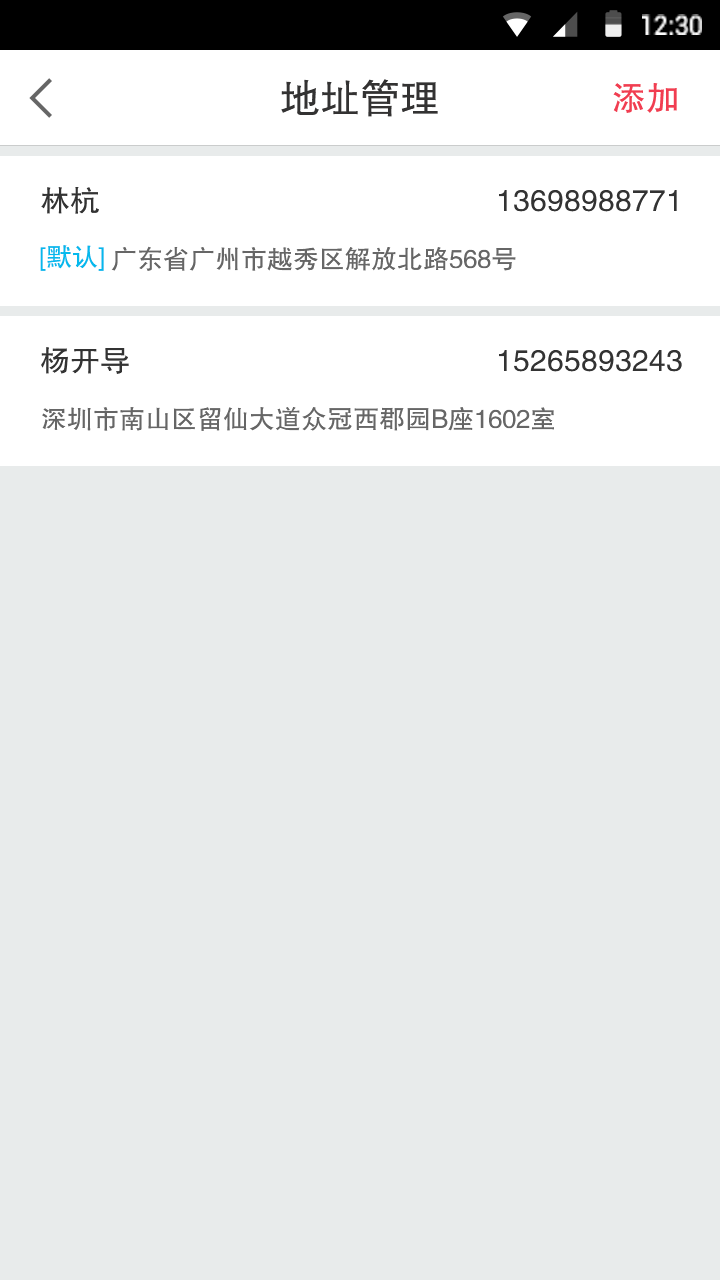 12:30
地址管理 添加
林杭 13698988771
[默认] 广东省广州市越秀区解放北路568号
杨开导 15265893243
深圳市南山区留仙大道众冠西郡园B座1602室